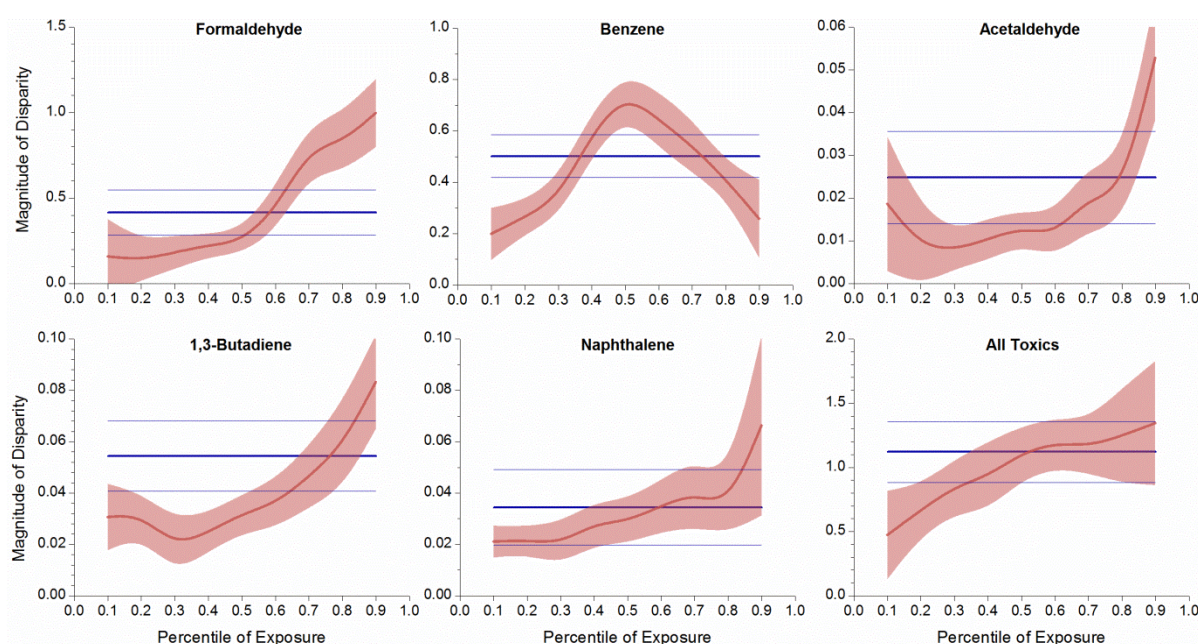 Formaldehyde
Magnitude of Disparity
1.5
1.0
0.5
0.0
0.0 0.1 0.2 0.3 0.4 0.5 0.6 0.7 0.8 0.9 1.0
Benzene
1.0
0.8
0.6
0.4
0.2
0.0
0.0 0.1 0.2 0.3 0.4 0.5 0.6 0.7 0.8 0.9 1.0
Acetaldehyde
0.06
0.05
0.04
0.03
0.02
0.01
0.00
0.0 0.1 0.2 0.3 0.4 0.5 0.6 0.7 0.8 0.9 1.0
1,3-Butadiene
Magnitude of Disparity
0.10
0.08
0.06
0.04
0.02
0.00
0.0 0.1 0.2 0.3 0.4 0.5 0.6 0.7 0.8 0.9 1.0
Percentile of Exposure
Naphthalene
0.10
0.08
0.06
0.04
0.02
0.00
0.0 0.1 0.2 0.3 0.4 0.5 0.6 0.7 0.8 0.9 1.0
Percentile of Exposure
All Toxics
2.0
1.5
1.0
0.5
0.0
0.0 0.1 0.2 0.3 0.4 0.5 0.6 0.7 0.8 0.9 1.0
Percentile of Exposure